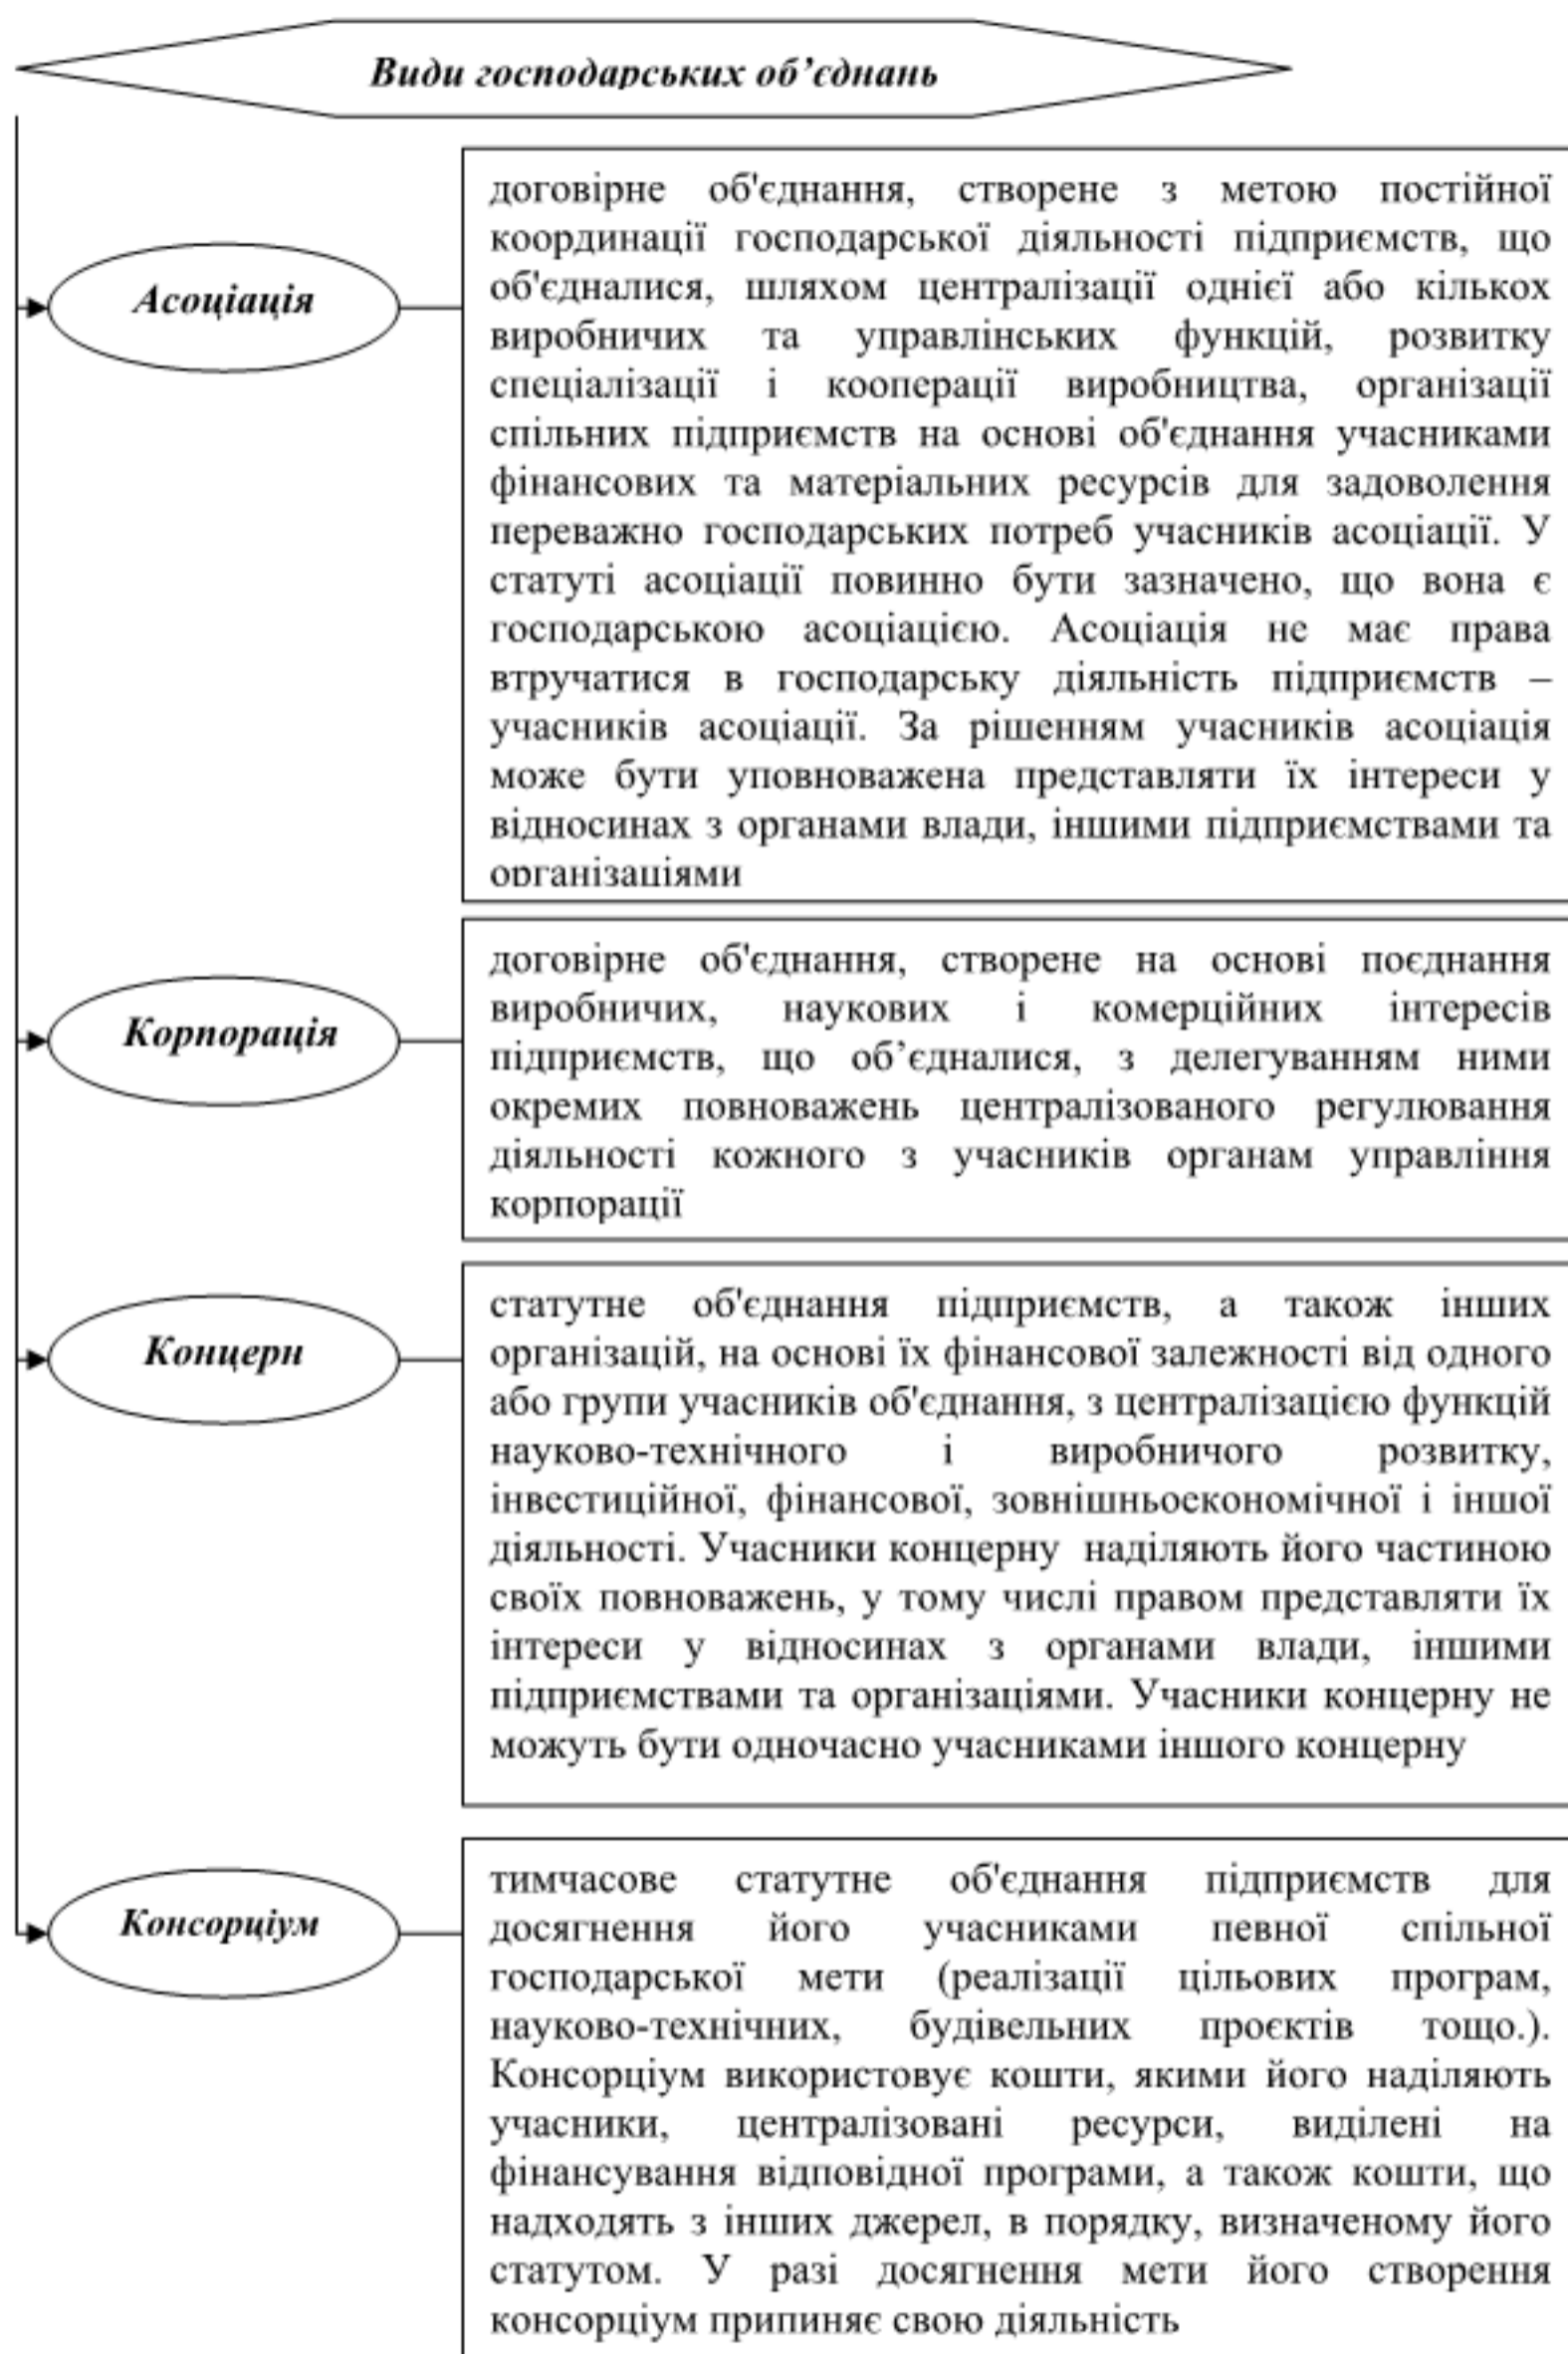 Види господарських об’єднань
Асоціація
договірне об'єднання, створене з метою постійної
координації господарської діяльності підприємств, що
об'єдналися, шляхом централізації однієї або кількох
виробничих та управлінських функцій, розвитку
спеціалізації і кооперації виробництва, організації
спільних підприємств на основі об'єднання учасниками
фінансових та матеріальних ресурсів для задоволення
переважно господарських потреб учасників асоціації. У
статуті асоціації повинно бути зазначено, що вона є
господарською асоціацією. Асоціація не має права
втручатися в господарську діяльність підприємств –
учасників асоціації. За рішенням учасників асоціація
може бути уповноважена представляти їх інтереси у
відносинах з органами влади, іншими підприємствами та
організаціями
Корпорація
договірне об'єднання, створене на основі поєднання
виробничих, наукових і комерційних інтересів
підприємств, що об’єдналися, з делегуванням ними
окремих повноважень централізованого регулювання
діяльності кожного з учасників органам управління
корпорації
Концерн
статутне об'єднання підприємств, а також інших
організацій, на основі їх фінансової залежності від одного
або групи учасників об'єднання, з централізацією функцій
науково-технічного і виробничого розвитку,
інвестиційної, фінансової, зовнішньоекономічної і іншої
діяльності. Учасники концерну наділяють його частиною
своїх повноважень, у тому числі правом представляти їх
інтереси у відносинах з органами влади, іншими
підприємствами та організаціями. Учасники концерну не
можуть бути одночасно учасниками іншого концерну
Консорціум
тимчасове статутне об'єднання підприємств для
досягнення його учасниками певної спільної
господарської мети (реалізації цільових програм,
науково-технічних, будівельних проєктів тощо.).
Консорціум використовує кошти, якими його наділяють
учасники, централізовані ресурси, виділені на
фінансування відповідної програми, а також кошти, що
надходять з інших джерел, в порядку, визначеному його
статутом. У разі досягнення мети його створення
консорціум припиняє свою діяльність